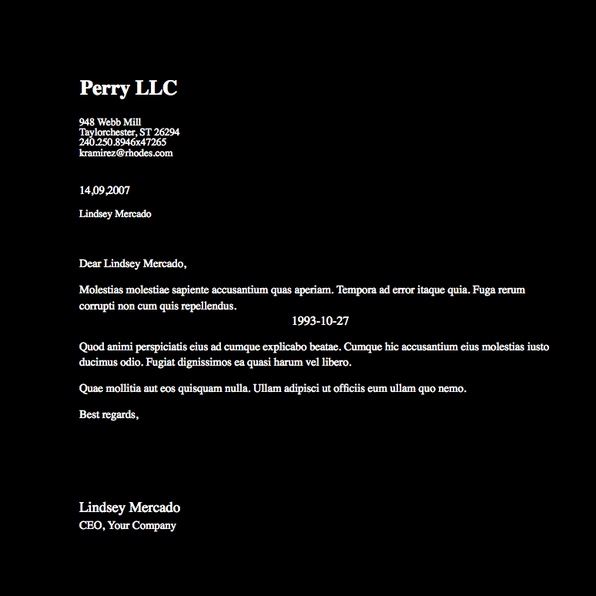 Perry LLC
948 Webb Mill
Taylorchester, ST 26294
240.250.8946x47265
kramirez@rhodes.com
14,09,2007
Lindsey Mercado
Dear Lindsey Mercado,
Molestias molestiae sapiente accusantium quas aperiam. Tempora ad error itaque quia. Fuga rerum
corrupti non cum quis repellendus.
1993-10-27
Quod animi perspiciatis eius ad cumque explicabo beatae. Cumque hic accusantium eius molestias iusto
ducimus odio. Fugiat dignissimos ea quasi harum vel libero.
Quae mollitia aut eos quisquam nulla. Ullam adipisci ut officiis eum ullam quo nemo.
Best regards,
Lindsey Mercado
CEO, Your Company